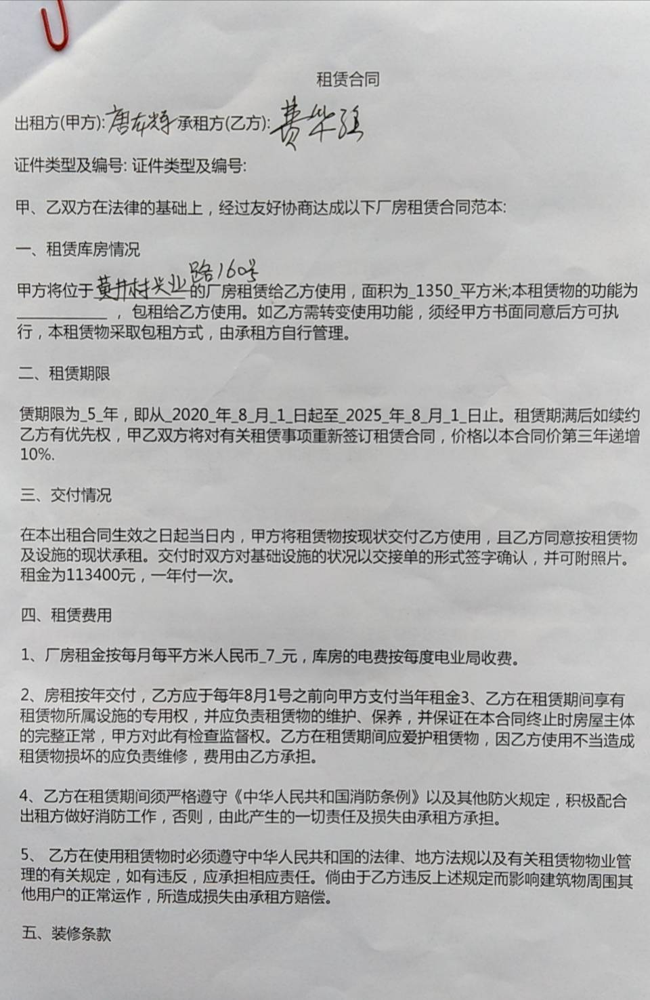 租赁合同
出租方(甲方):唐本辉 承租方(乙方):费华强
证件类型及编号: 证件类型及编号:
甲、乙双方在法律的基础上，经过友好协商达成以下厂房租赁合同范本:
一、租赁库房情况
路160号
甲方将位于黄井村兴业的厂房租赁给乙方使用，面积为_1350_平方米;本租赁物的功能为
____________ ， 包租给乙方使用。如乙方需转变使用功能，须经甲方书面同意后方可执
行，本租赁物采取包租方式，由承租方自行管理。
二、租赁期限
赁期限为_5_年，即从_2020_年_8_月_1_日起至_2025_年_8_月_1_日止。租赁期满后如续约
乙方有优先权，甲乙双方将对有关租赁事项重新签订租赁合同，价格以本合同价第三年递增
10%.
三、交付情况
在本出租合同生效之日起当日内，甲方将租赁物按现状交付乙方使用，且乙方同意按租赁物
及设施的现状承租。交付时双方对基础设施的状况以交接单的形式签字确认，并可附照片。
租金为113400元，一年付一次。
四、租赁费用
1、厂房租金按每月每平方米人民币_7_元，库房的电费按每度电业局收费。
2、房租按年交付，乙方应于每年8月1号之前向甲方支付当年租金3、乙方在租赁期间享有
租赁物所属设施的专用权，并应负责租赁物的维护、保养，并保证在本合同终止时房屋主体
的完整正常，甲方对此有检查监督权。乙方在租赁期间应爱护租赁物，因乙方使用不当造成
租赁物损坏的应负责维修，费用由乙方承担。
4、乙方在租赁期间须严格遵守《中华人民共和国消防条例》以及其他防火规定，积极配合
出租方做好消防工作，否则，由此产生的一切责任及损失由承租方承担。
5、 乙方在使用租赁物时必须遵守中华人民共和国的法律、地方法规以及有关租赁物物业管
理的有关规定，如有违反，应承担相应责任。倘由于乙方违反上述规定而影响建筑物周围其
他用户的正常运作，所造成损失由承租方赔偿。
五、装修条款